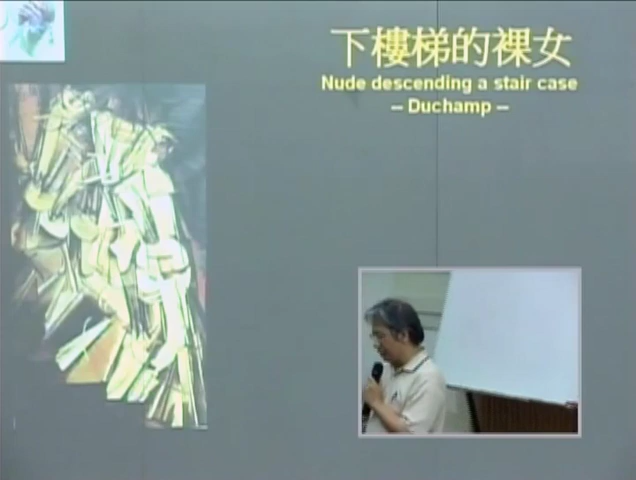 下樓梯的裸女
Nude descending a stair case
– Duchamp –